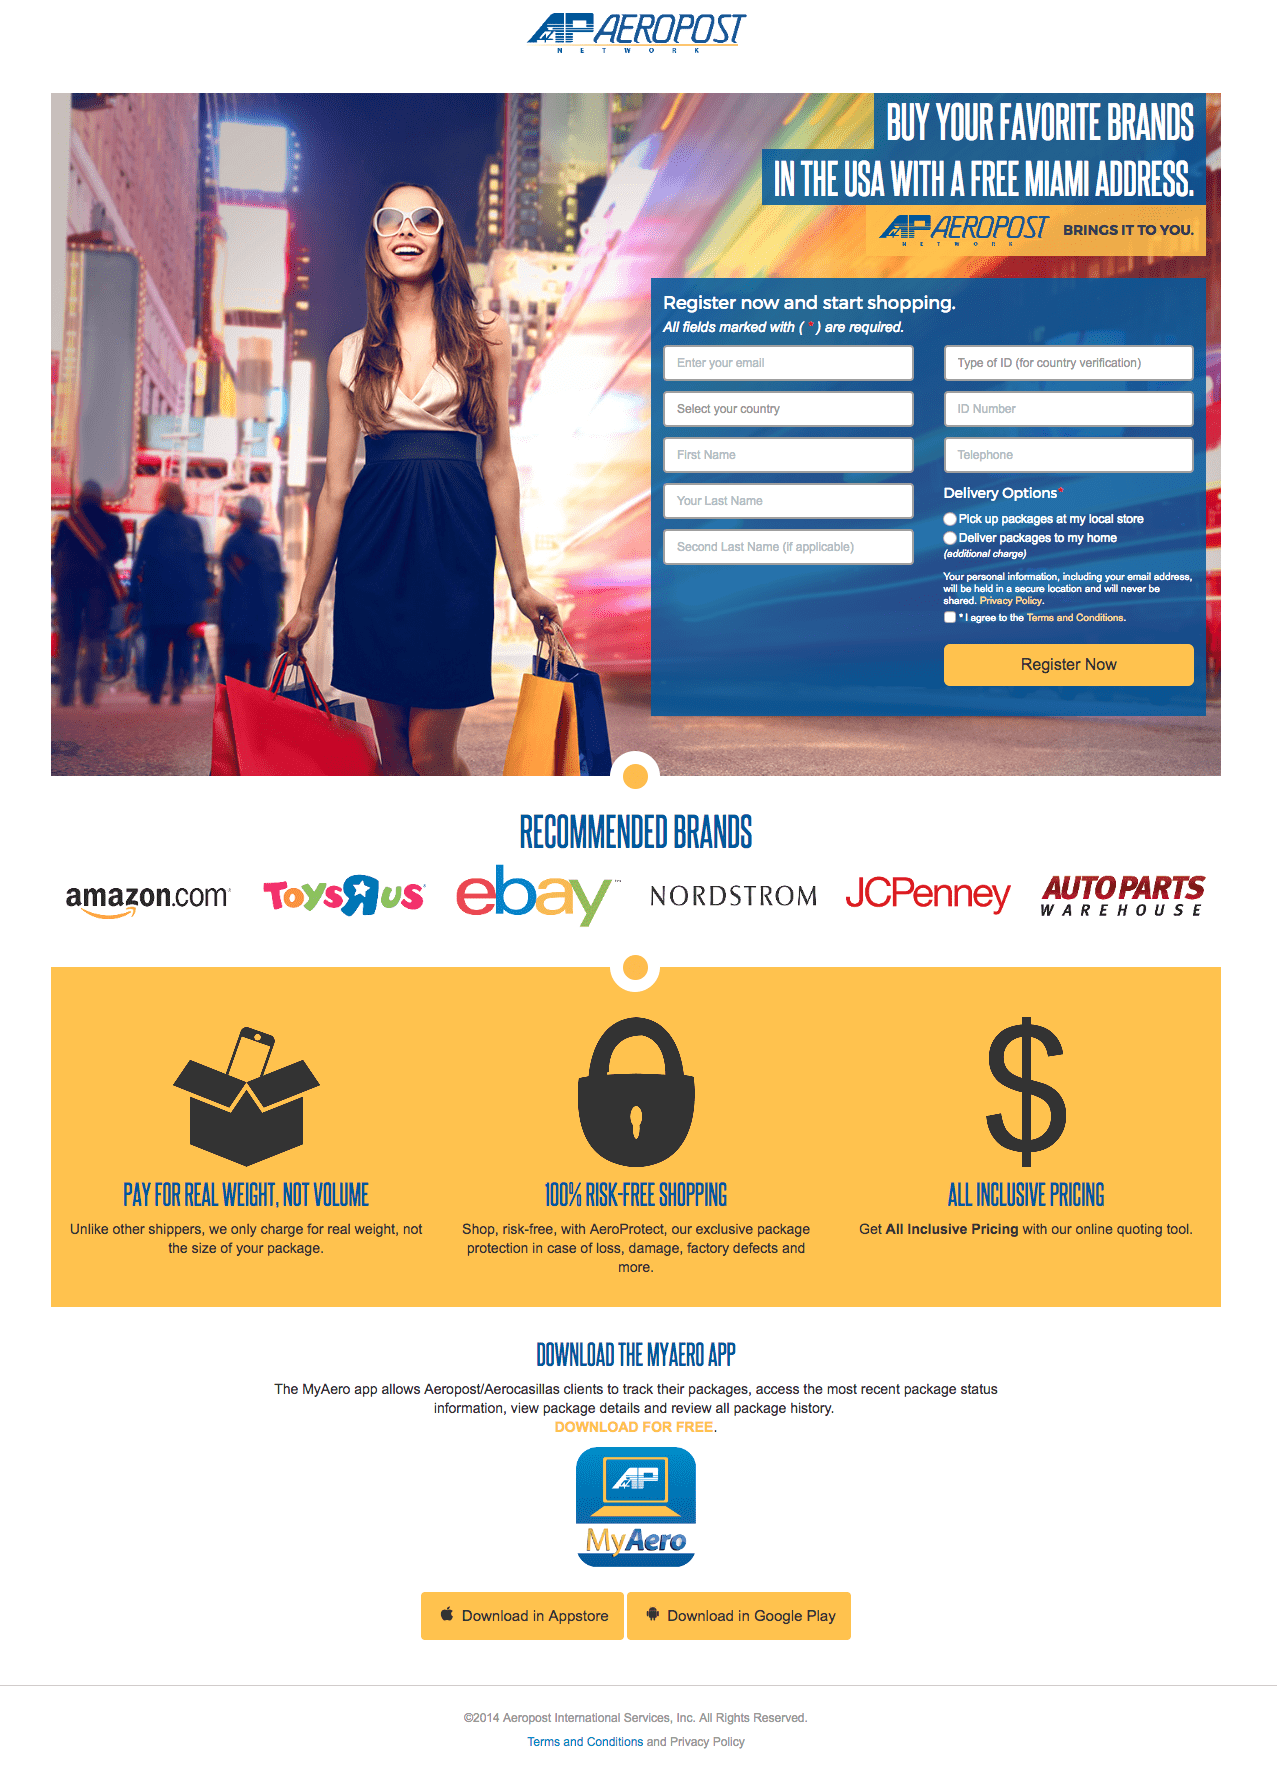 AP AEROPOST
NETWORK
BUY YOUR FAVORITE BRANDS
IN THE USA WITH A FREE MIAMI ADDRESS.
AP AEROPOST
NETWORK
BRINGS IT TO YOU.
Register now and start shopping.
All fields marked with ( * ) are required.
Enter your email
Select your country
First Name
Your Last Name
Second Last Name (if applicable)
Type of ID (for country verification)
ID Number
Telephone
Delivery Options*
Pick up packages at my local store
Deliver packages to my home
(additional charge)
Your personal information, including your email address,
will be held in a secure location and will never be
shared. Privacy Policy.
* I agree to the Terms and Conditions.
Register Now
RECOMMENDED BRANDS
amazon.com
ToysRus
ebay™
NORDSTROM
JCPenney
AUTO PARTS
WAREHOUSE
PAY FOR REAL WEIGHT, NOT VOLUME
Unlike other shippers, we only charge for real weight, not
the size of your package.
100% RISK-FREE SHOPPING
Shop, risk-free, with AeroProtect, our exclusive package
protection in case of loss, damage, factory defects and
more.
$
ALL INCLUSIVE PRICING
Get All Inclusive Pricing with our online quoting tool.
DOWNLOAD THE MYAERO APP
The MyAero app allows Aeropost/Aerocasillas clients to track their packages, access the most recent package status
information, view package details and review all package history.
DOWNLOAD FOR FREE.
AP
MyAero
Download in Appstore
Download in Google Play
©2014 Aeropost International Services, Inc. All Rights Reserved.
Terms and Conditions and Privacy Policy